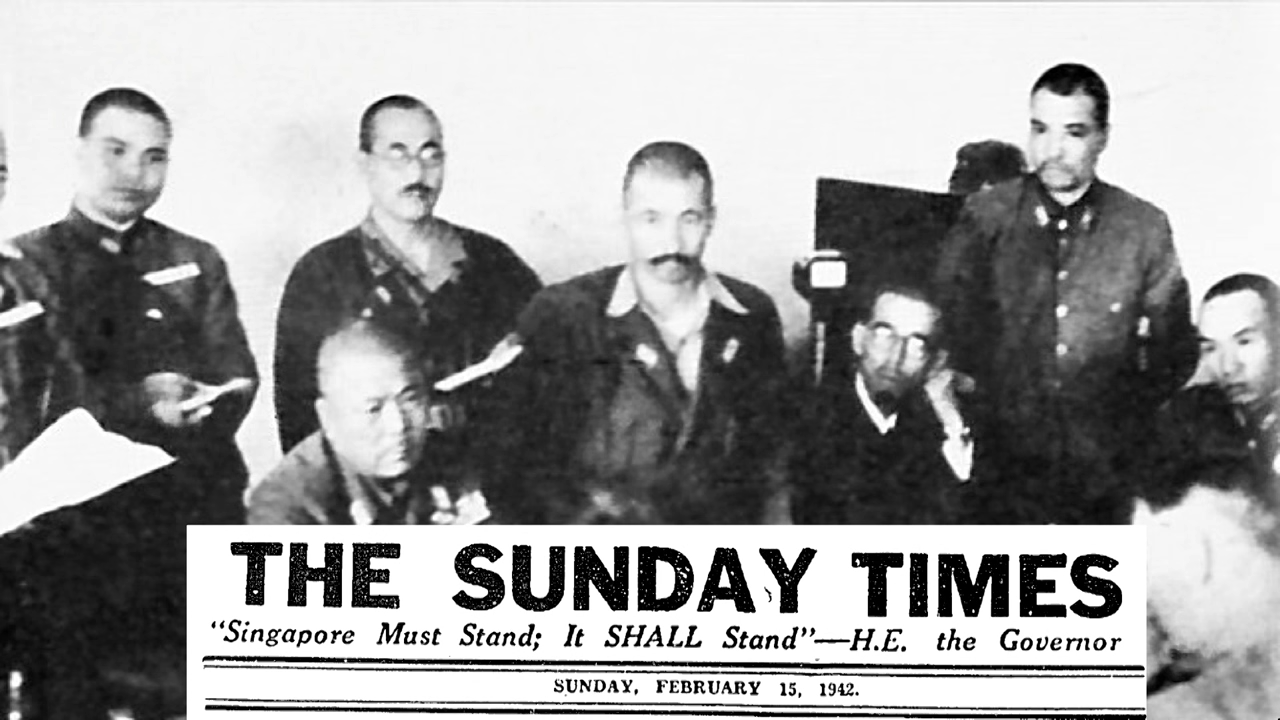 THE SUNDAY TIMES
“Singapore Must Stand; It SHALL Stand”—H.E. the Governor
SUNDAY, FEBRUARY 15, 1942.